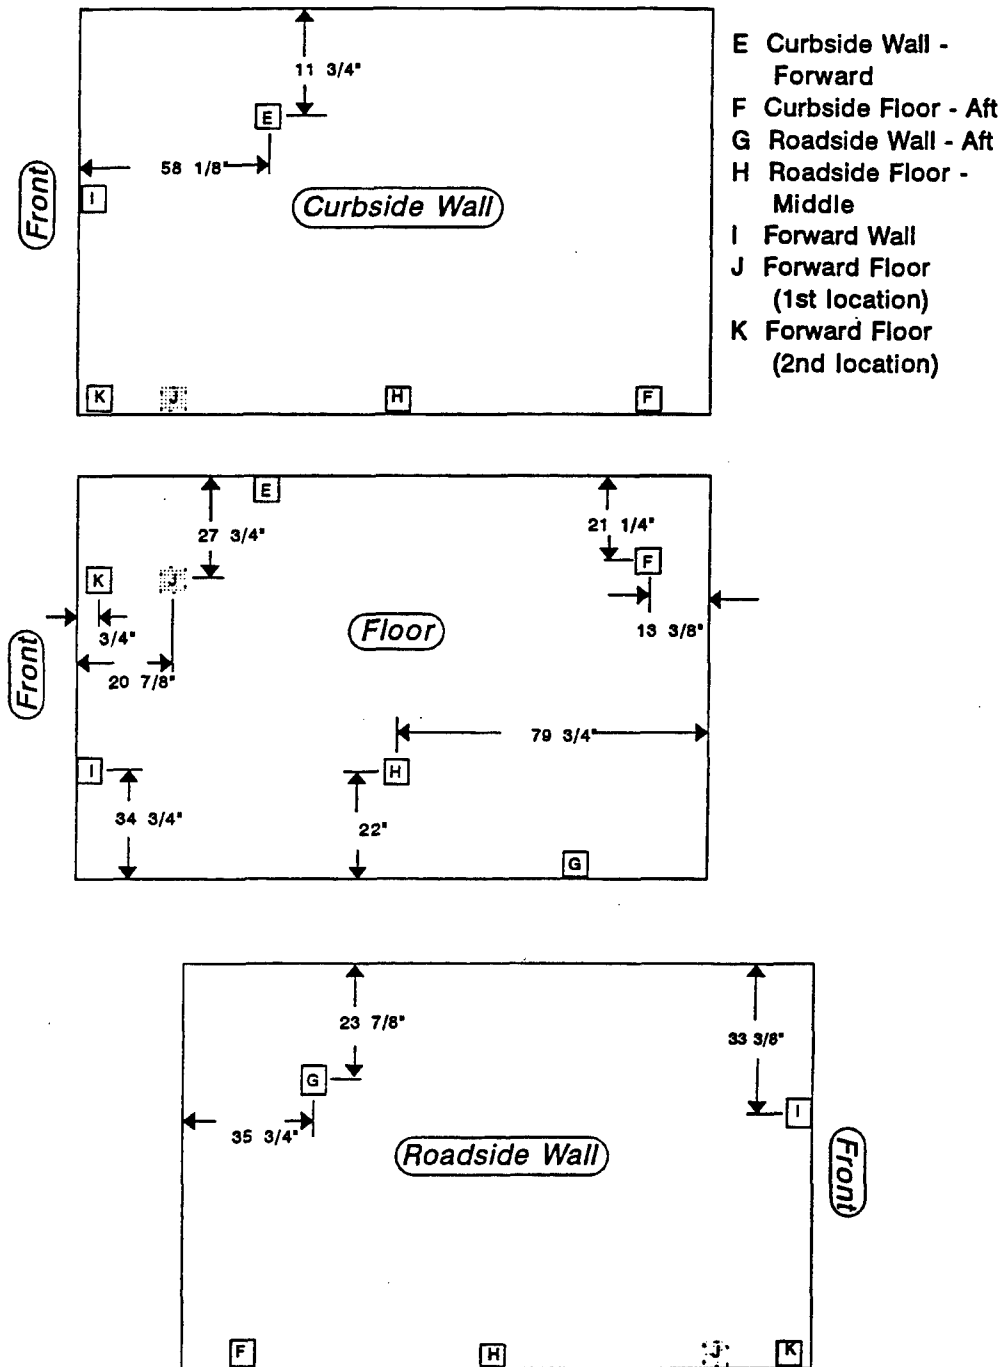 11 3/4"
E
58 1/8"
I
Front
Curbside Wall
K
J
H
F
E Curbside Wall -
Forward
F Curbside Floor - Aft
G Roadside Wall - Aft
H Roadside Floor -
Middle
I Forward Wall
J Forward Floor
(1st location)
K Forward Floor
(2nd location)
E
27 3/4"
21 1/4"
K
J
F
3/4"
Floor
13 3/8"
Front
20 7/8"
79 3/4"
I
H
34 3/4"
22"
G
23 7/8"
33 3/8"
G
I
35 3/4"
Roadside Wall
Front
F
H
J
K